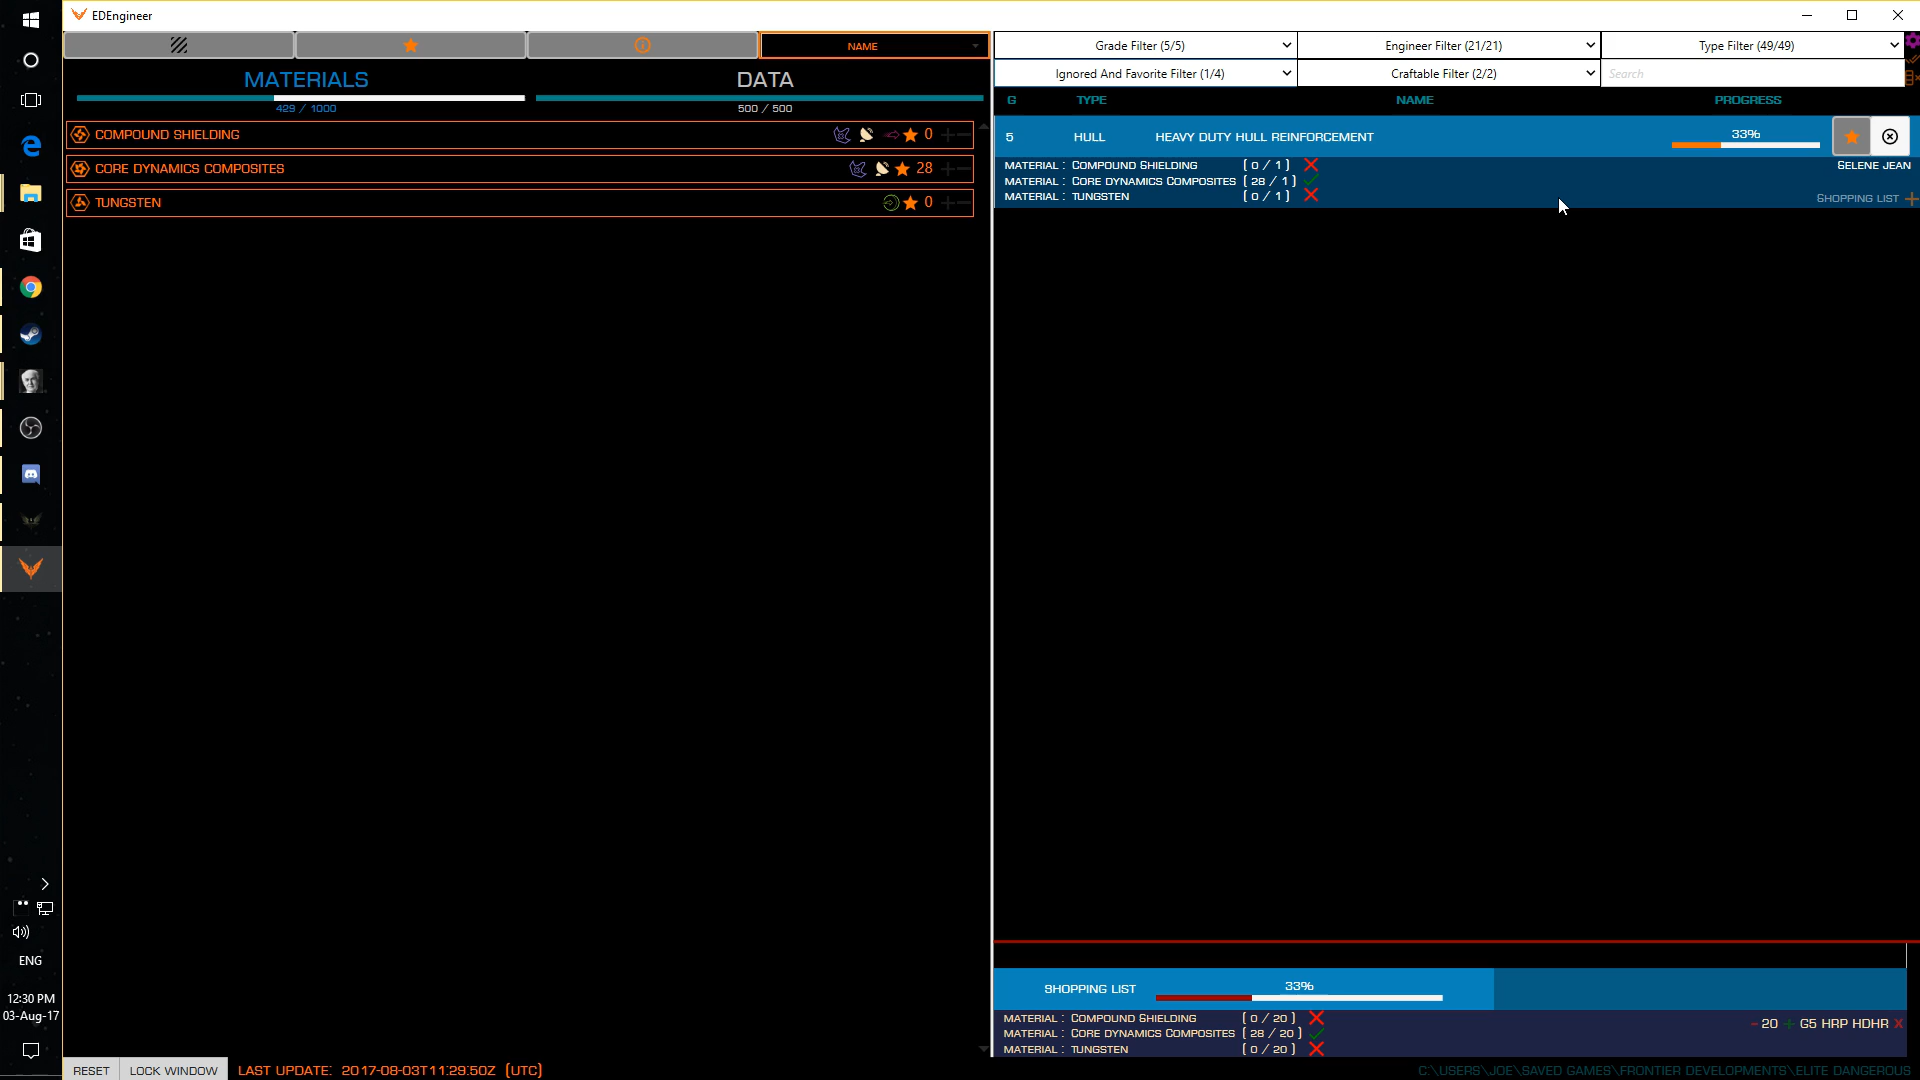 EDEngineer
NAME
MATERIALS
429 / 1000
DATA
500 / 500
COMPOUND SHIELDING 0
CORE DYNAMICS COMPOSITES 28
TUNGSTEN 0
Grade Filter (5/5)
Engineer Filter (21/21)
Type Filter (49/49)
Ignored And Favorite Filter (1/4)
Craftable Filter (2/2)
Search
G TYPE NAME PROGRESS
5 HULL HEAVY DUTY HULL REINFORCEMENT 33%
MATERIAL : COMPOUND SHIELDING ( 0 / 1 )
SELENE JEAN
MATERIAL : CORE DYNAMICS COMPOSITES ( 28 / 1 )
MATERIAL : TUNGSTEN ( 0 / 1 )
SHOPPING LIST
SHOPPING LIST 33%
MATERIAL : COMPOUND SHIELDING ( 0 / 20 )
MATERIAL : CORE DYNAMICS COMPOSITES ( 28 / 20 )
MATERIAL : TUNGSTEN ( 0 / 20 )
- 20 + G5 HRP HDHR X
ENG
12:30 PM
03-Aug-17
RESET
LOCK WINDOW
LAST UPDATE: 2017-08-03T11:29:50Z (UTC)
C:\USERS\JOE\SAVED GAMES\FRONTIER DEVELOPMENTS\ELITE DANGEROUS